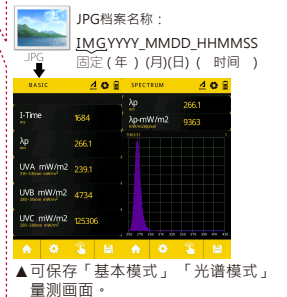 JPG档案名称：
IMGYYYY_MMDD_HHMMSS
JPG
固定 ( 年 ) (月)(日) ( 时间 )
BASIC
SPECTRUM
I-Time
ms
1684
λp
nm
266.1
UVA mW/m2
239.1
UVB mW/m2
4734
UVC mW/m2
125306
λp
nm
266.1
λp-mW/m2
9363
▲可保存「基本模式」「光谱模式」
量测画面。